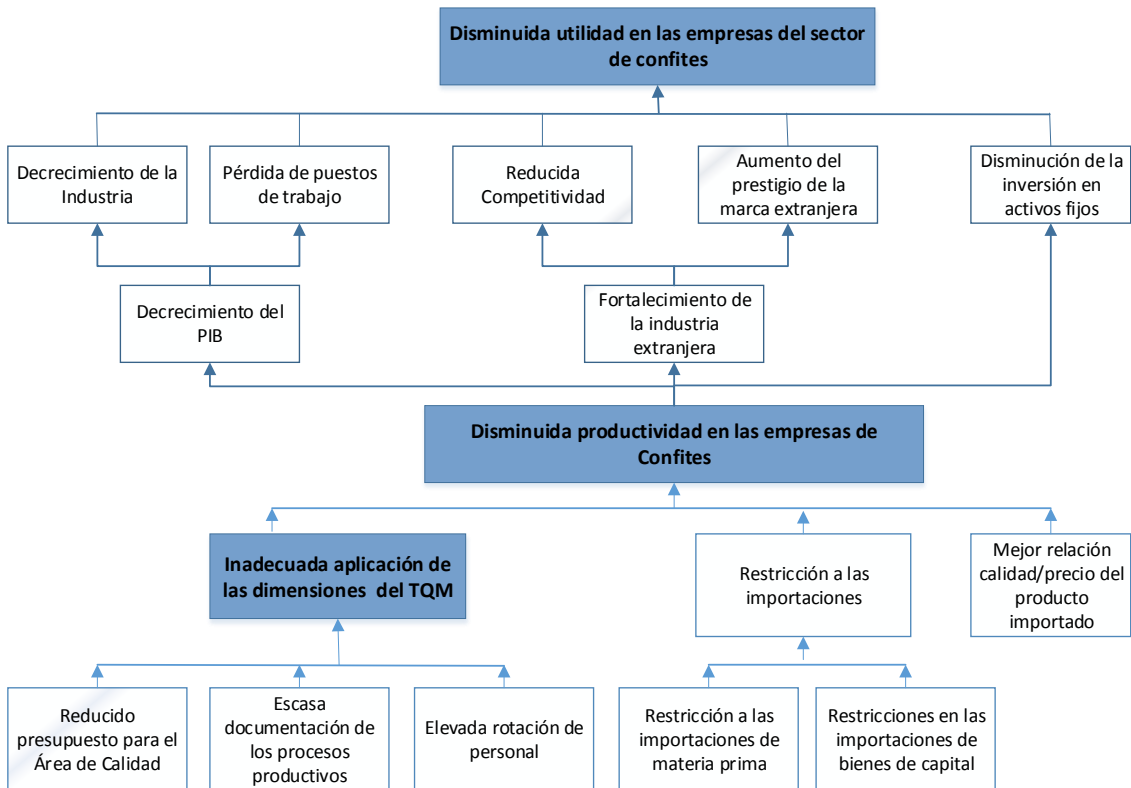 Disminuida utilidad en las empresas del sector
de confites
Decrecimiento de la
Industria
Pérdida de puestos
de trabajo
Reducida
Competitividad
Aumento del
prestigio de la
marca extranjera
Disminución de la
inversión en
activos fijos
Decrecimiento del
PIB
Fortalecimiento de
la industria
extranjera
Disminuida productividad en las empresas de
Confites
Inadecuada aplicación de
las dimensiones del TQM
Restricción a las
importaciones
Mejor relación
calidad/precio del
producto
importado
Reducido
presupuesto para el
Área de Calidad
Escasa
documentación de
los procesos
productivos
Elevada rotación de
personal
Restricción a las
importaciones de
materia prima
Restricciones en las
importaciones de
bienes de capital